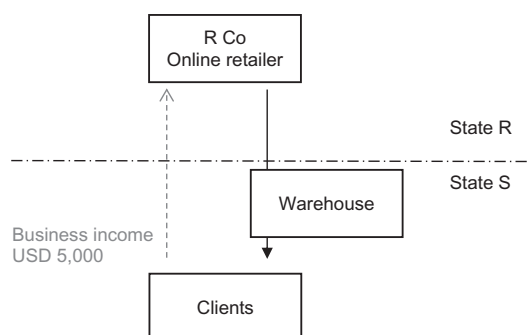 R Co
Online retailer
State R
State S
Warehouse
Business income
USD 5,000
Clients